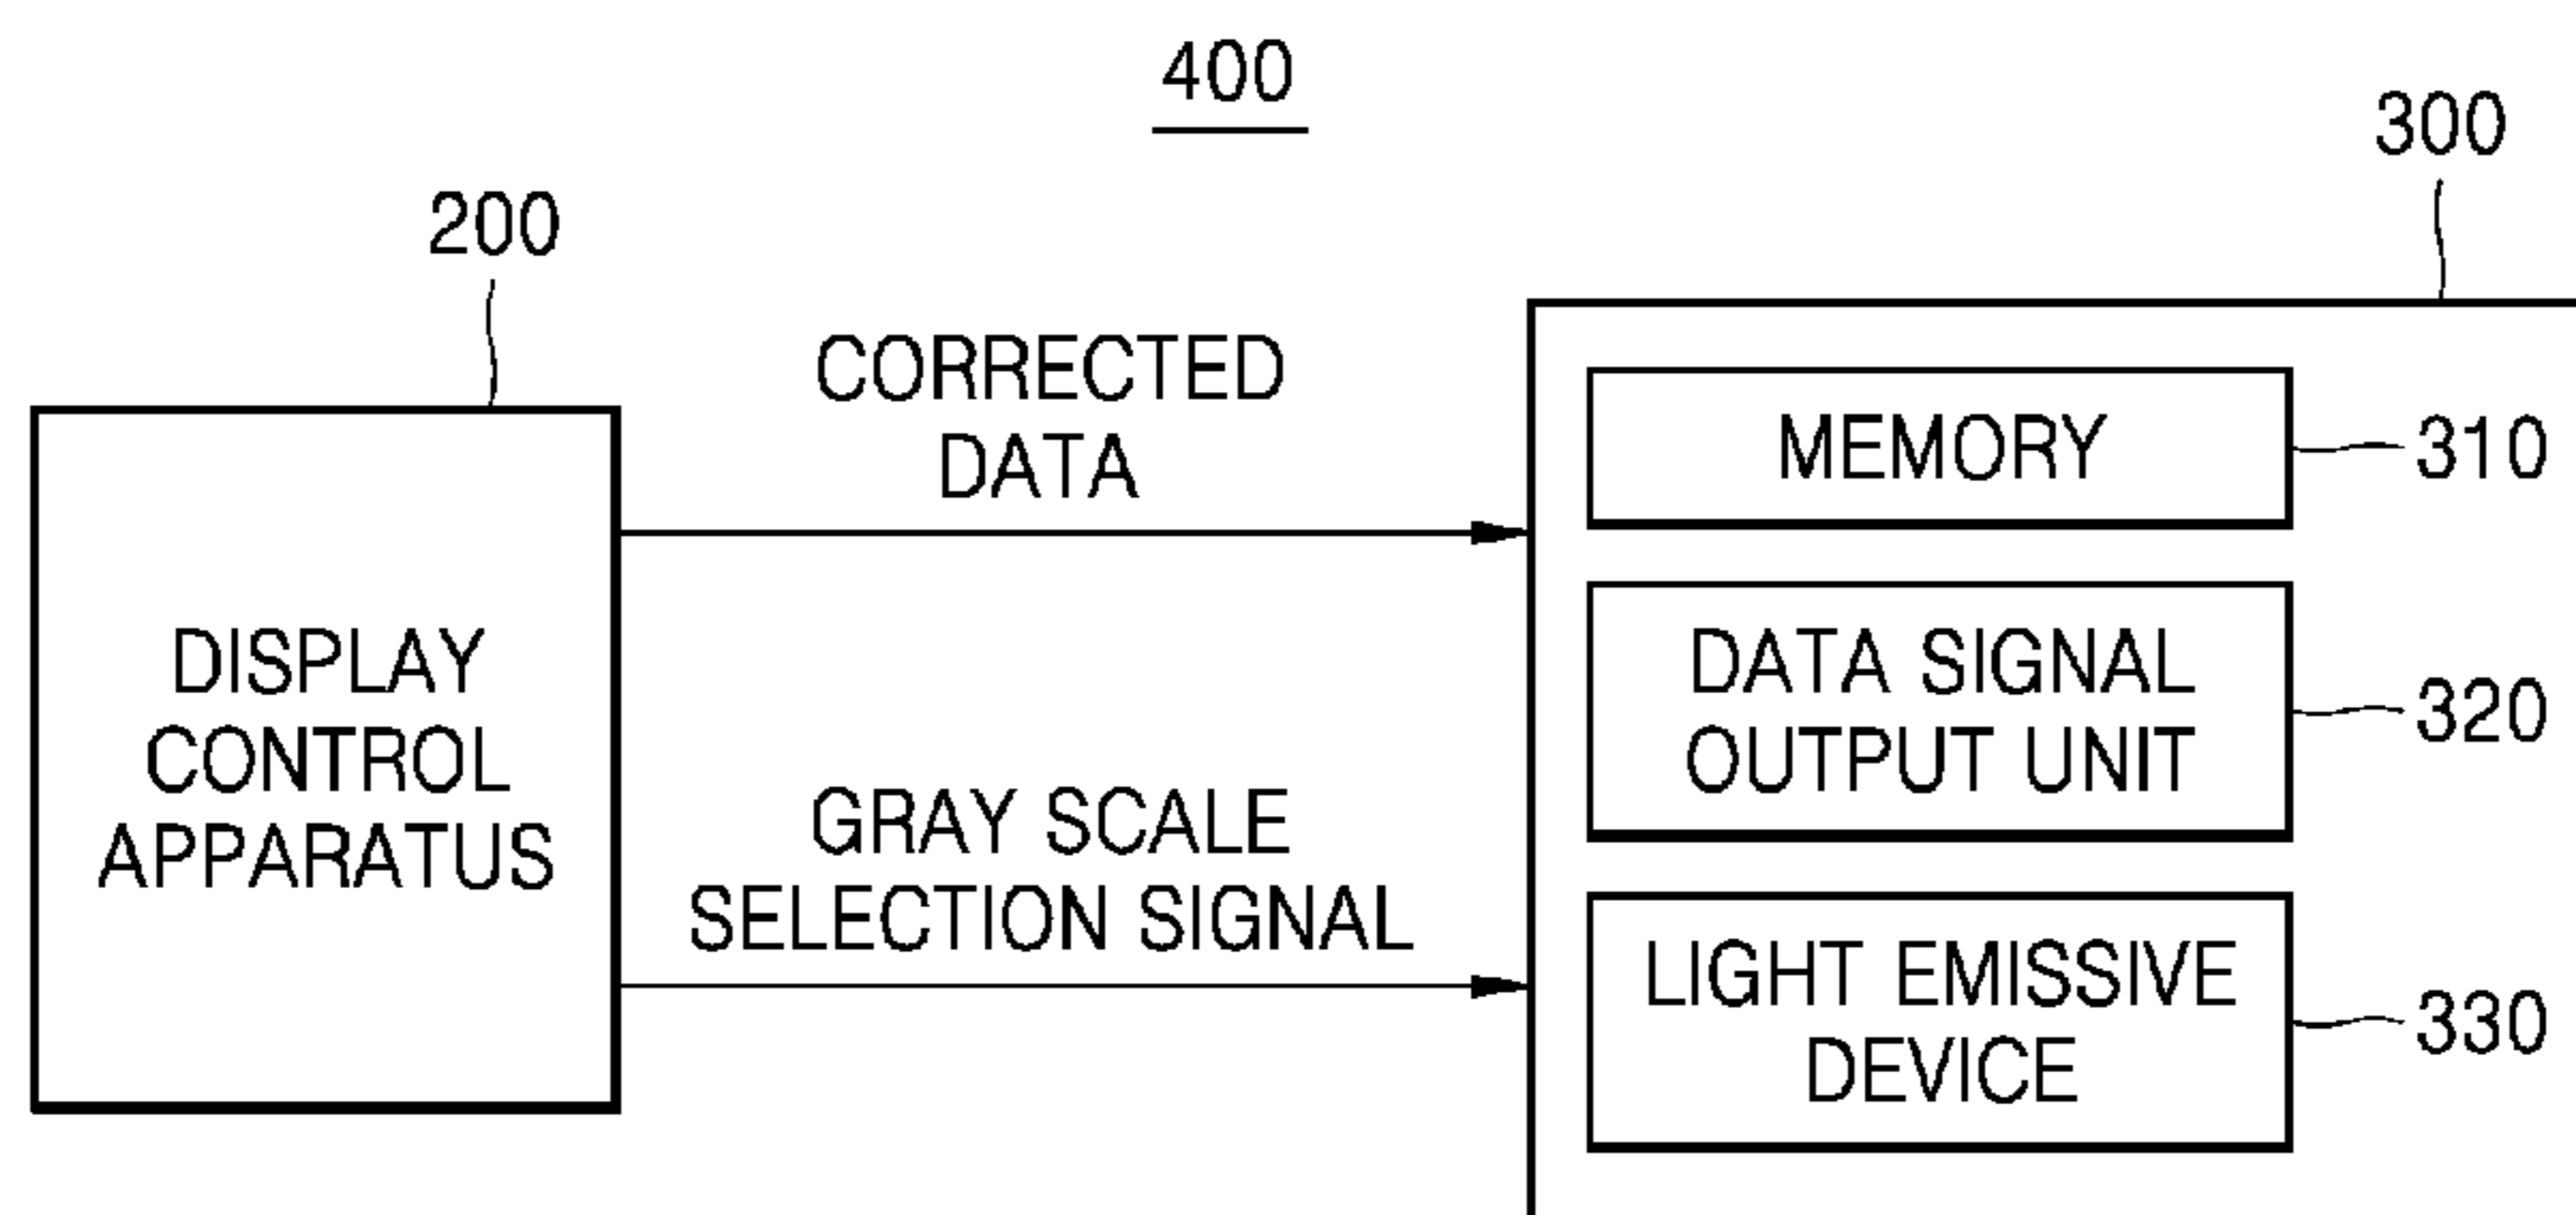 400
300
200
CORRECTED
DATA
MEMORY
310
DISPLAY
CONTROL
APPARATUS
DATA SIGNAL
OUTPUT UNIT
320
GRAY SCALE
SELECTION SIGNAL
LIGHT EMISSIVE
DEVICE
330